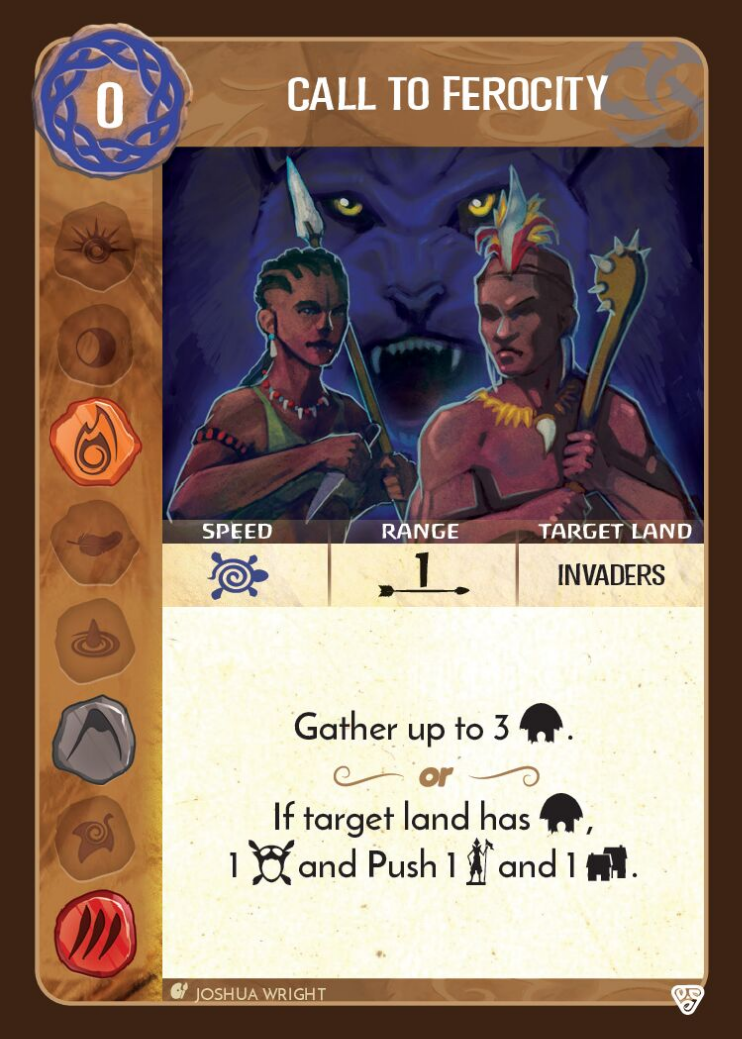 0
CALL TO FEROCITY
SPEED RANGE TARGET LAND
1 INVADERS
Gather up to 3 .
or
If target land has ,
1 and Push 1 and 1 .
JOSHUA WRIGHT